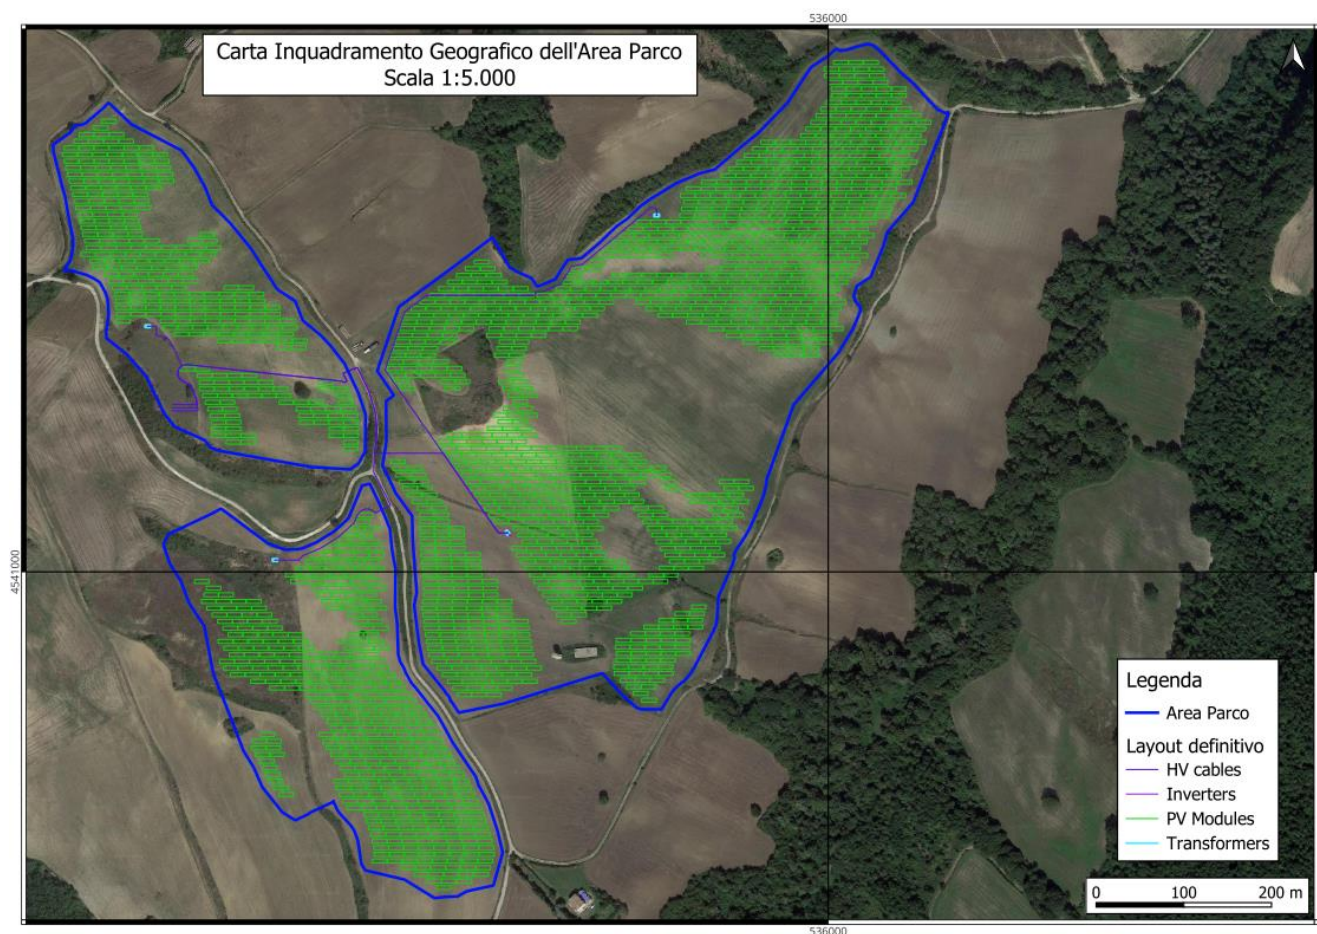 536000
Carta Inquadramento Geografico dell'Area Parco
Scala 1:5.000
4541000
Legenda
Area Parco
Layout definitivo
HV cables
Inverters
PV Modules
Transformers
0 100 200 m
536000